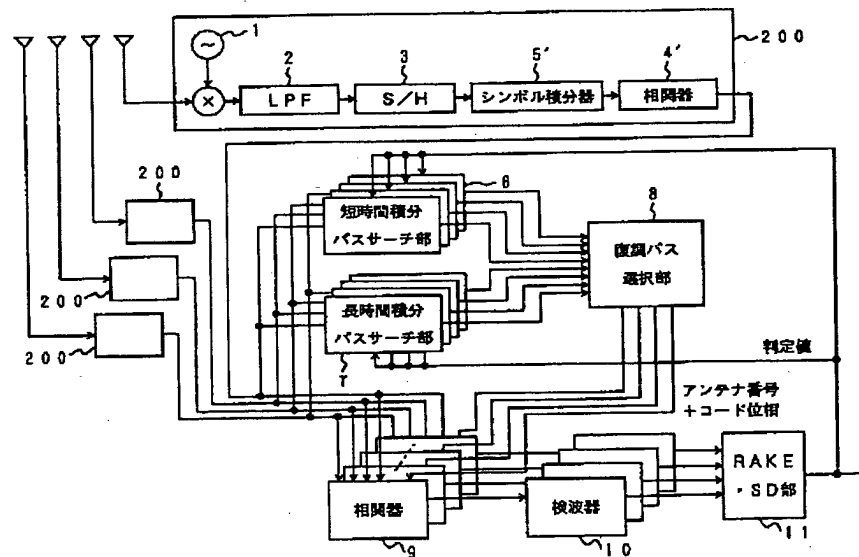 1
200
2
3
5'
4'
LPF
S/H
シンボル積分器
相関器
~
×
6
200
短時間積分
パスサーチ部
8
復調パス
選択部
200
長時間積分
パスサーチ部
200
7
判定値
アンテナ番号
+コード位相
RAKE
・SD部
相関器
検波器
9
10
11